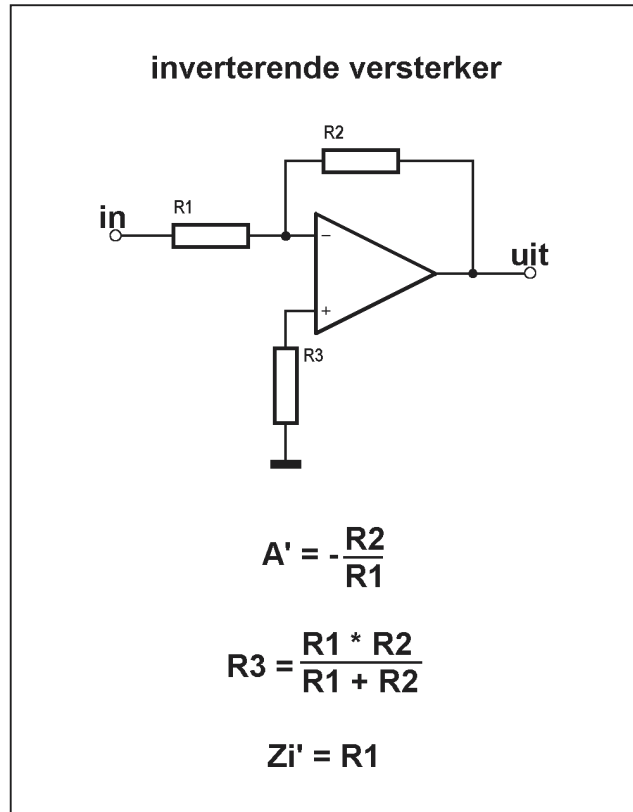 inverterende versterker
R2
R1
in
−
uit
+
R3
A' = -R2/R1
R3 = R1 * R2/R1 + R2
Zi' = R1